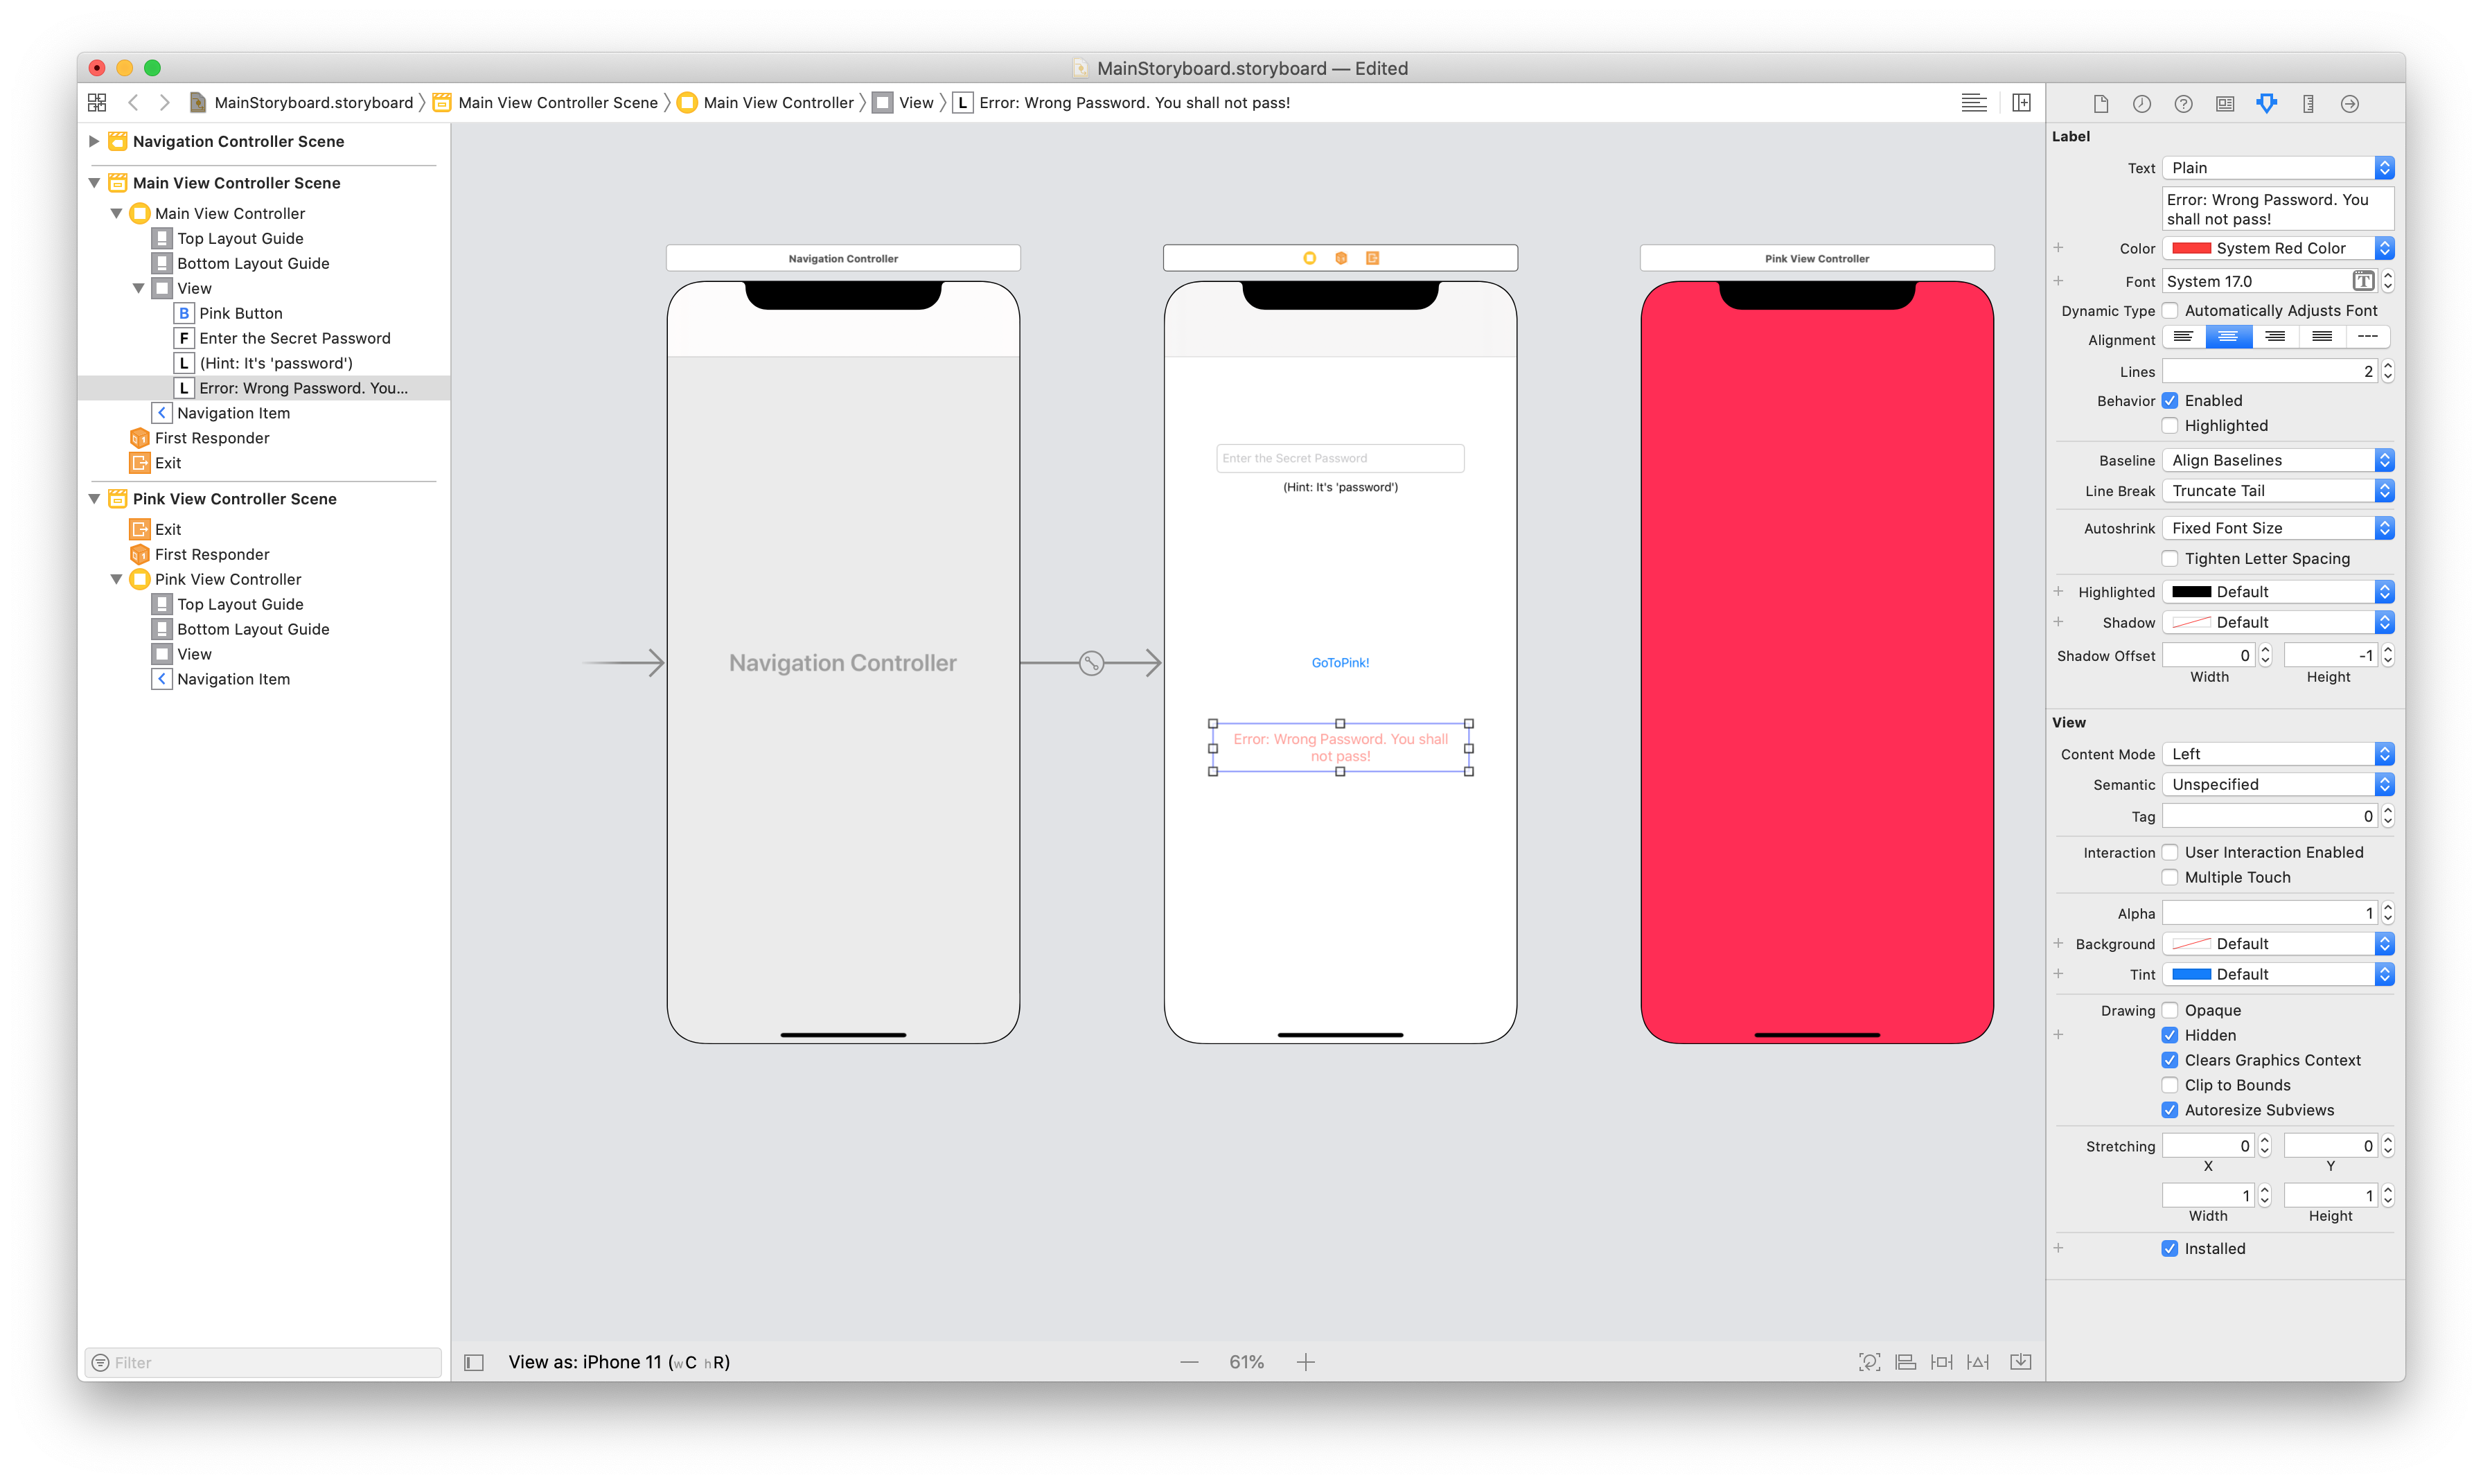 MainStoryboard.storyboard — Edited
MainStoryboard.storyboard
Main View Controller Scene
Main View Controller
View
L
Error: Wrong Password. You shall not pass!
Navigation Controller Scene
Main View Controller Scene
Main View Controller
Top Layout Guide
Bottom Layout Guide
View
B Pink Button
F Enter the Secret Password
L (Hint: It's 'password')
L Error: Wrong Password. You...
Navigation Item
First Responder
Exit
Pink View Controller Scene
Exit
First Responder
Pink View Controller
Top Layout Guide
Bottom Layout Guide
View
Navigation Item
Filter
Navigation Controller
Navigation Controller
Enter the Secret Password
(Hint: It's 'password')
GoToPink!
Error: Wrong Password. You shall
not pass!
Pink View Controller
View as: iPhone 11 (wC hR)
61%
Label
Text Plain
Error: Wrong Password. You
shall not pass!
Color System Red Color
Font System 17.0 T
Dynamic Type Automatically Adjusts Font
Alignment
Lines 2
Behavior Enabled
Highlighted
Baseline Align Baselines
Line Break Truncate Tail
Autoshrink Fixed Font Size
Tighten Letter Spacing
Highlighted Default
Shadow Default
Shadow Offset 0 -1
Width Height
View
Content Mode Left
Semantic Unspecified
Tag 0
Interaction User Interaction Enabled
Multiple Touch
Alpha 1
Background Default
Tint Default
Drawing Opaque
Hidden
Clears Graphics Context
Clip to Bounds
Autoresize Subviews
Stretching 0 0
X Y
1 1
Width Height
Installed